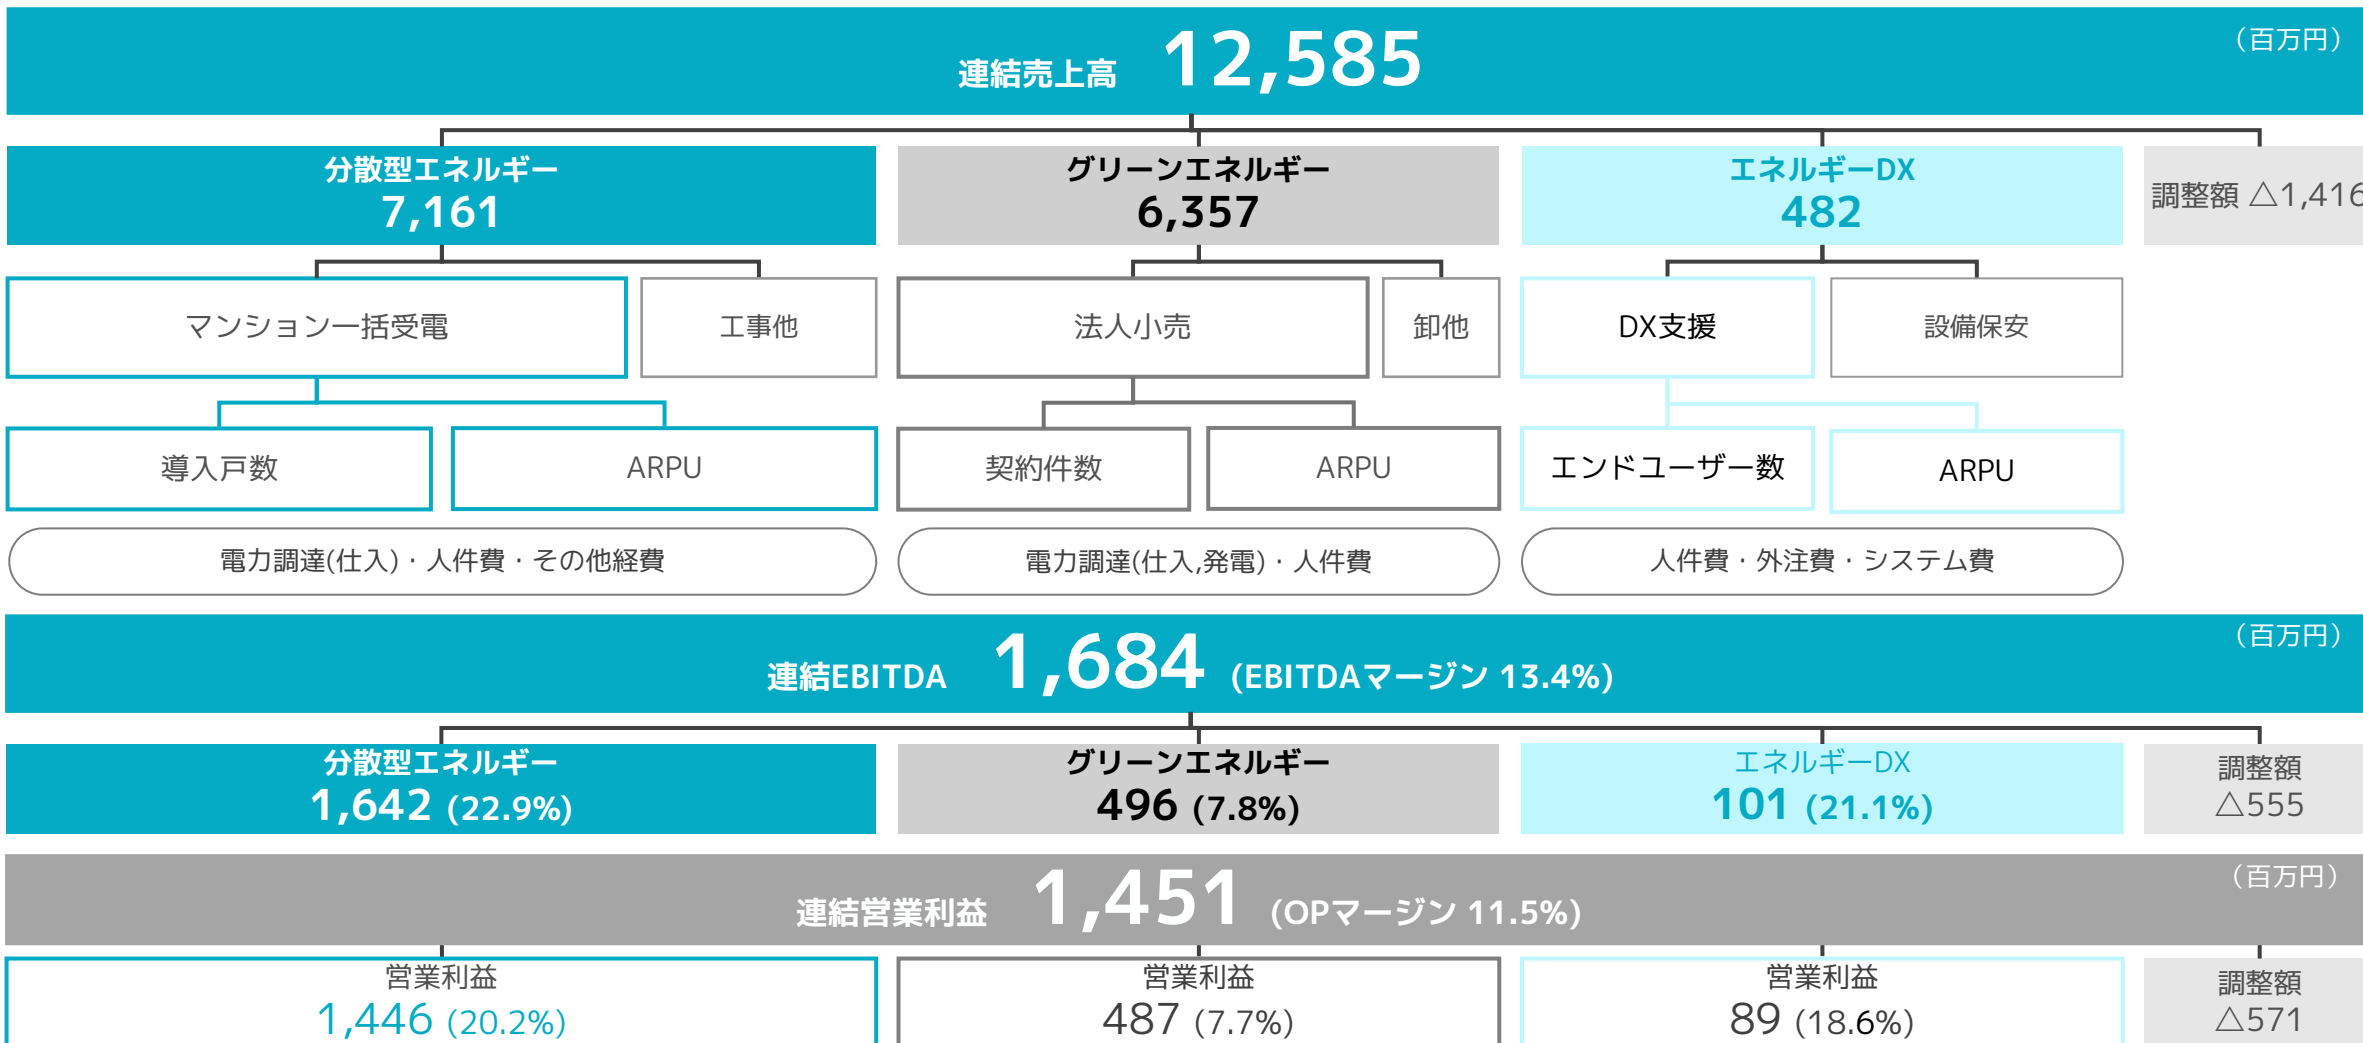 （百万円）
連結売上高 12,585
分散型エネルギー
7,161
グリーンエネルギー
6,357
エネルギーDX
482
調整額 △1,416
マンション一括受電
工事他
法人小売
卸他
DX支援
設備保安
導入戸数
ARPU
契約件数
ARPU
エンドユーザー数
ARPU
電力調達(仕入)・人件費・その他経費
電力調達(仕入,発電)・人件費
人件費・外注費・システム費
（百万円）
連結EBITDA 1,684 (EBITDAマージン 13.4%)
分散型エネルギー
1,642 (22.9%)
グリーンエネルギー
496 (7.8%)
エネルギーDX
101 (21.1%)
調整額
△555
（百万円）
連結営業利益 1,451 (OPマージン 11.5%)
営業利益
1,446 (20.2%)
営業利益
487 (7.7%)
営業利益
89 (18.6%)
調整額
△571